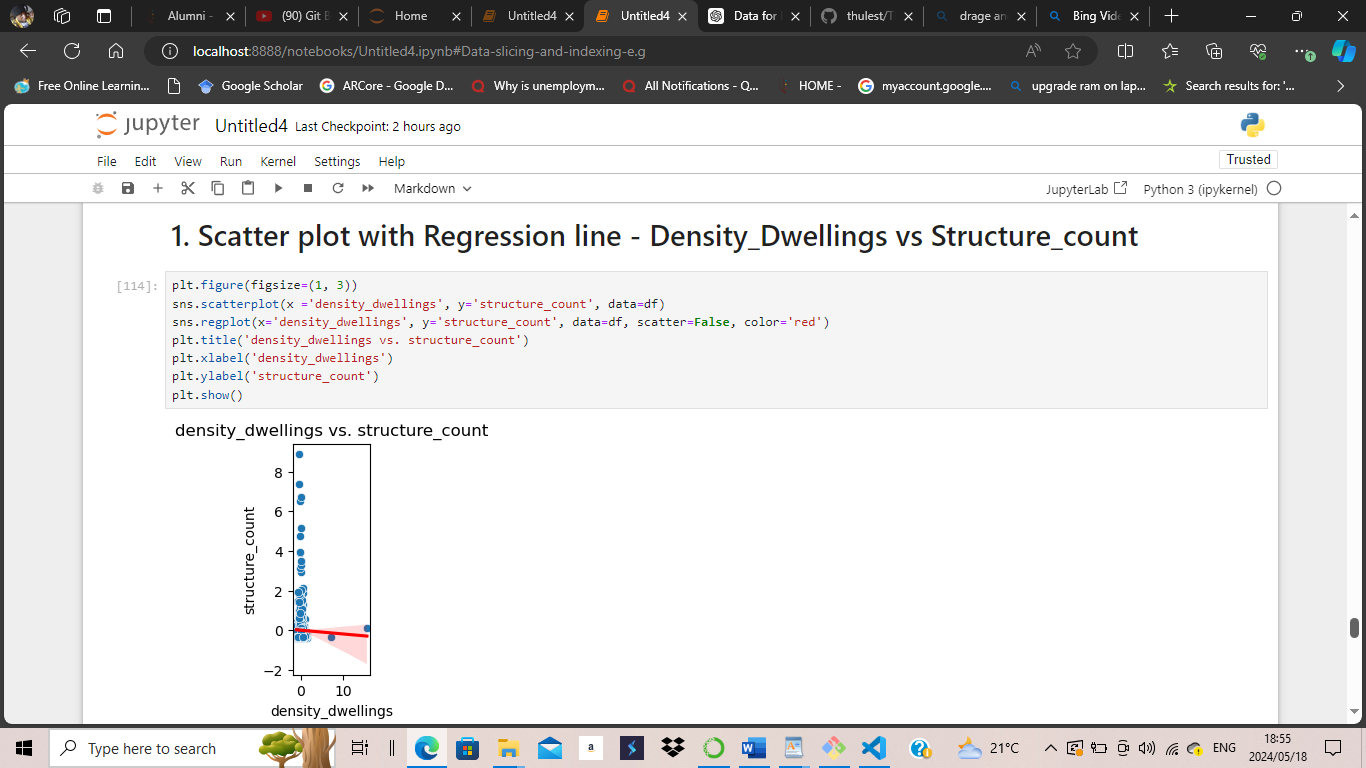 Alumni -
(90) Git B
Home
Untitled4
Untitled4
Data for
thulest/T
drage an
Bing Vide
localhost:8888/notebooks/Untitled4.ipynb#Data-slicing-and-indexing-e.g
Free Online Learnin...
Google Scholar
ARCore - Google D...
Why is unemploym...
All Notifications - Q...
HOME -
myaccount.google....
upgrade ram on lap...
Search results for: '...
jupyter Untitled4 Last Checkpoint: 2 hours ago
File Edit View Run Kernel Settings Help
Trusted
Markdown
JupyterLab
Python 3 (ipykernel)
1. Scatter plot with Regression line - Density_Dwellings vs Structure_count
[114]:
plt.figure(figsize=(1, 3))
sns.scatterplot(x ='density_dwellings', y='structure_count', data=df)
sns.regplot(x='density_dwellings', y='structure_count', data=df, scatter=False, color='red')
plt.title('density_dwellings vs. structure_count')
plt.xlabel('density_dwellings')
plt.ylabel('structure_count')
plt.show()
density_dwellings vs. structure_count
structure_count
8
6
4
2
0
−2
0 10
density_dwellings
Type here to search
a
21°C
ENG
18:55
2024/05/18